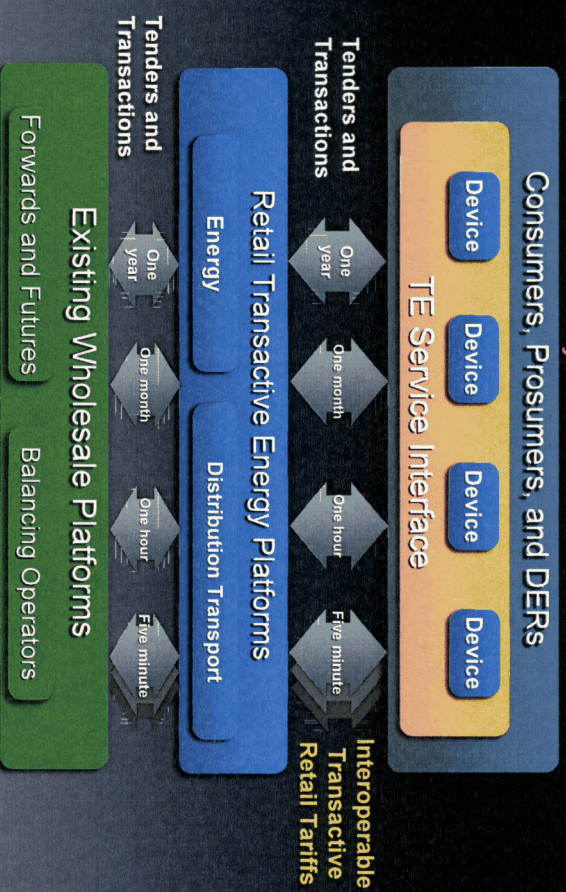 Consumers, Prosumers, and DERs
Device
Device
Device
Device
TE Service Interface
Tenders and
Transactions
One
year
One month
One hour
Five minute
Interoperable
Transactive
Retail Tariffs
Retail Transactive Energy Platforms
Energy
Distribution Transport
Tenders and
Transactions
One
year
One month
One hour
Five minute
Existing Wholesale Platforms
Forwards and Futures
Balancing Operators